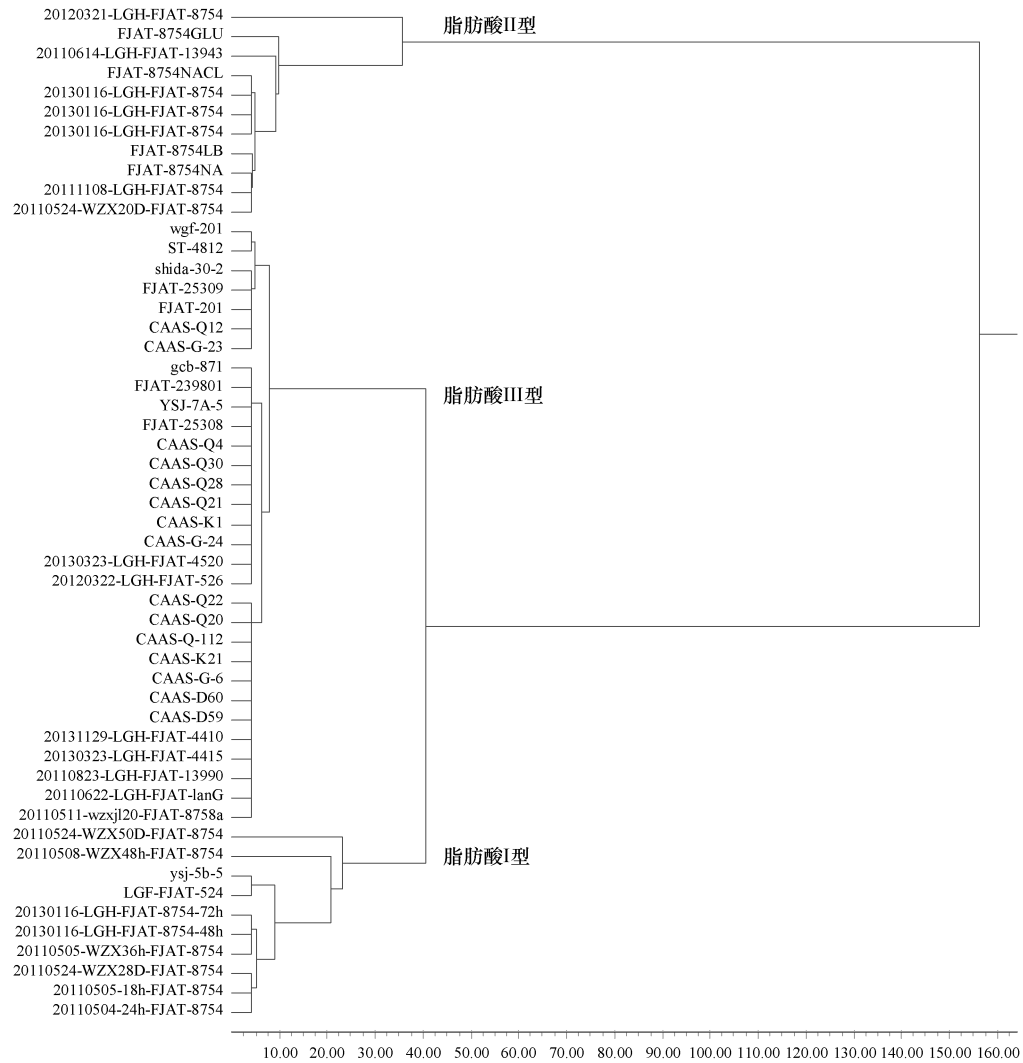 20120321-LGH-FJAT-8754
脂肪酸II型
FJAT-8754GLU
20110614-LGH-FJAT-13943
FJAT-8754NACL
20130116-LGH-FJAT-8754
20130116-LGH-FJAT-8754
20130116-LGH-FJAT-8754
FJAT-8754LB
FJAT-8754NA
20111108-LGH-FJAT-8754
20110524-WZX20D-FJAT-8754
wgf-201
ST-4812
shida-30-2
FJAT-25309
FJAT-201
CAAS-Q12
CAAS-G-23
gcb-871
FJAT-239801
脂肪酸III型
YSJ-7A-5
FJAT-25308
CAAS-Q4
CAAS-Q30
CAAS-Q28
CAAS-Q21
CAAS-K1
CAAS-G-24
20130323-LGH-FJAT-4520
20120322-LGH-FJAT-526
CAAS-Q22
CAAS-Q20
CAAS-Q-112
CAAS-K21
CAAS-G-6
CAAS-D60
CAAS-D59
20131129-LGH-FJAT-4410
20130323-LGH-FJAT-4415
20110823-LGH-FJAT-13990
20110622-LGH-FJAT-lanG
20110511-wzxjl20-FJAT-8758a
20110524-WZX50D-FJAT-8754
20110508-WZX48h-FJAT-8754
脂肪酸I型
ysj-5b-5
LGF-FJAT-524
20130116-LGH-FJAT-8754-72h
20130116-LGH-FJAT-8754-48h
20110505-WZX36h-FJAT-8754
20110524-WZX28D-FJAT-8754
20110505-18h-FJAT-8754
20110504-24h-FJAT-8754
10.00 20.00 30.00 40.00 50.00 60.00 70.00 80.00 90.00 100.00 110.00 120.00 130.00 140.00 150.00 160.00